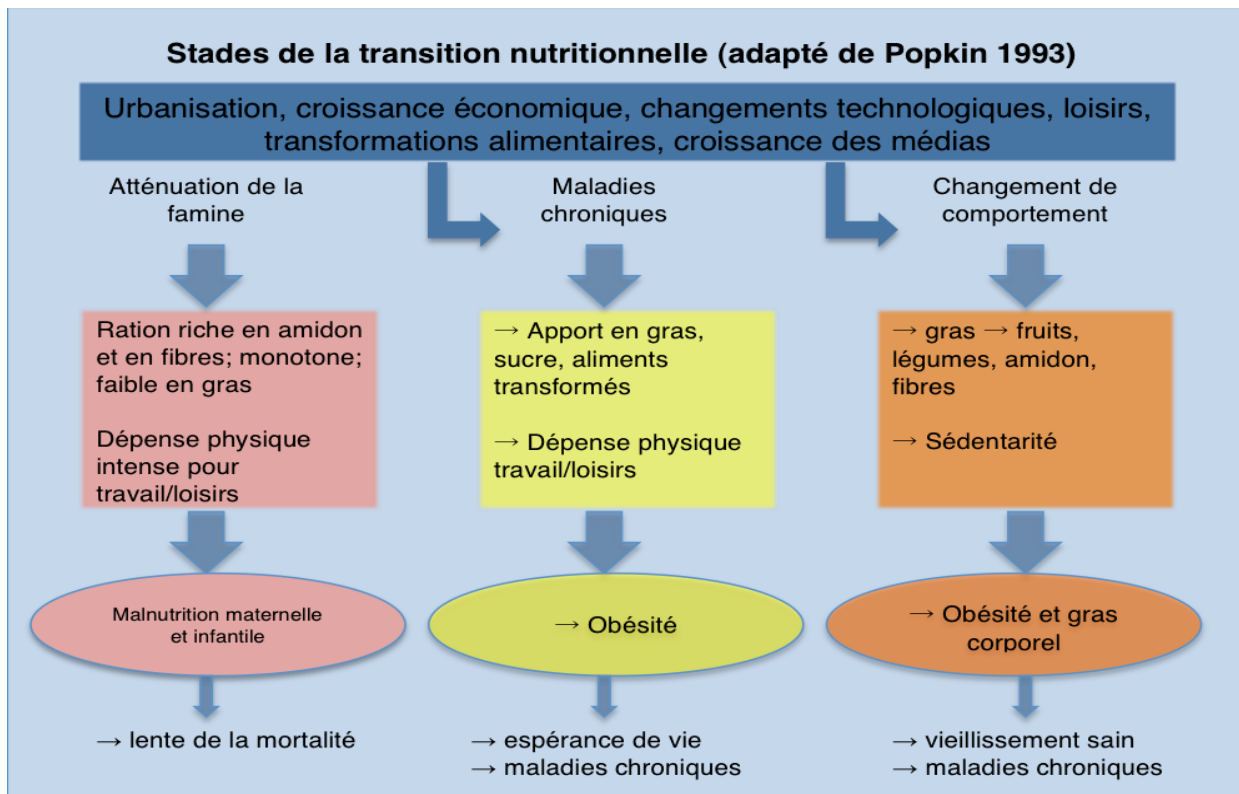 Stades de la transition nutritionnelle (adapté de Popkin 1993)
Urbanisation, croissance économique, changements technologiques, loisirs,
transformations alimentaires, croissance des médias
Atténuation de la
famine
Ration riche en amidon
et en fibres; monotone;
faible en gras
Dépense physique
intense pour
travail/loisirs
Malnutrition maternelle
et infantile
→ lente de la mortalité
Maladies
chroniques
→ Apport en gras,
sucre, aliments
transformés
→ Dépense physique
travail/loisirs
→ Obésité
→ espérance de vie
→ maladies chroniques
Changement de
comportement
→ gras → fruits,
légumes, amidon,
fibres
→ Sédentarité
→ Obésité et gras
corporel
→ vieillissement sain
→ maladies chroniques